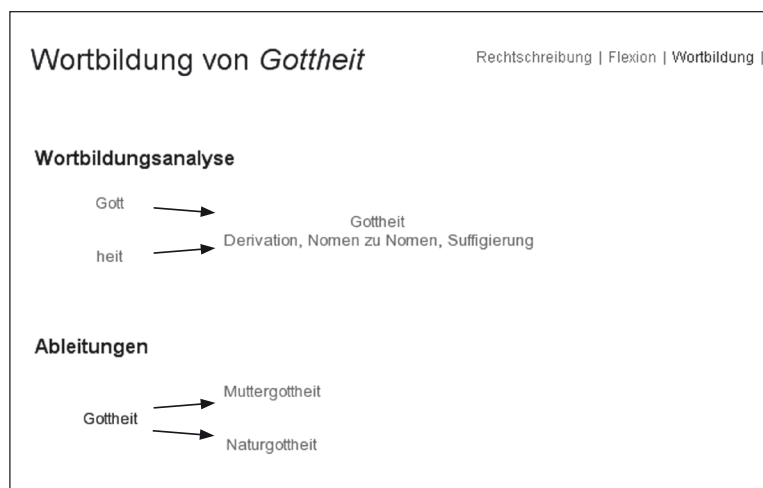 Wortbildung von Gottheit
Rechtschreibung | Flexion | Wortbildung |
Wortbildungsanalyse
Gott
heit
Gottheit
Derivation, Nomen zu Nomen, Suffigierung
Ableitungen
Gottheit
Muttergottheit
Naturgottheit